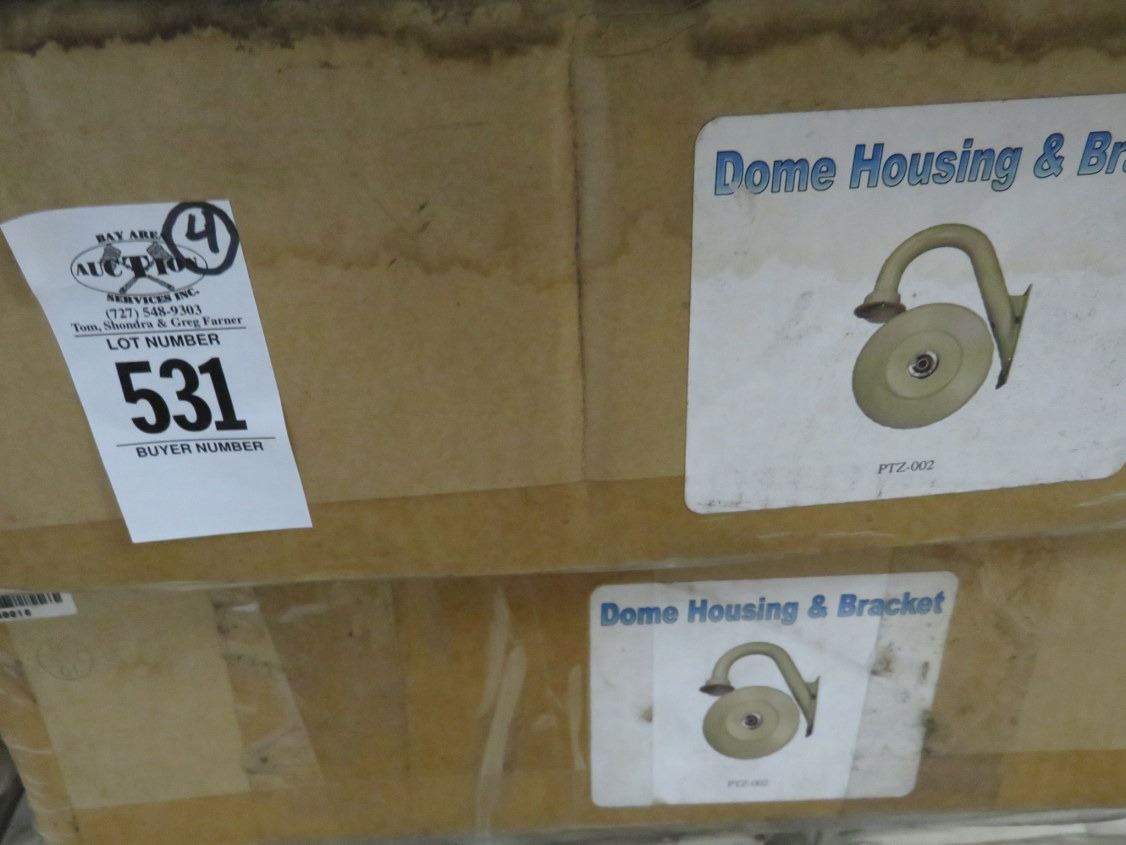 4
BAY AREA
AUCTION
SERVICES INC.
(727) 548-9303
Tom, Shondra & Greg Farner
LOT NUMBER
531
BUYER NUMBER
Dome Housing & Br
PTZ-002
Dome Housing & Bracket
PTZ-002